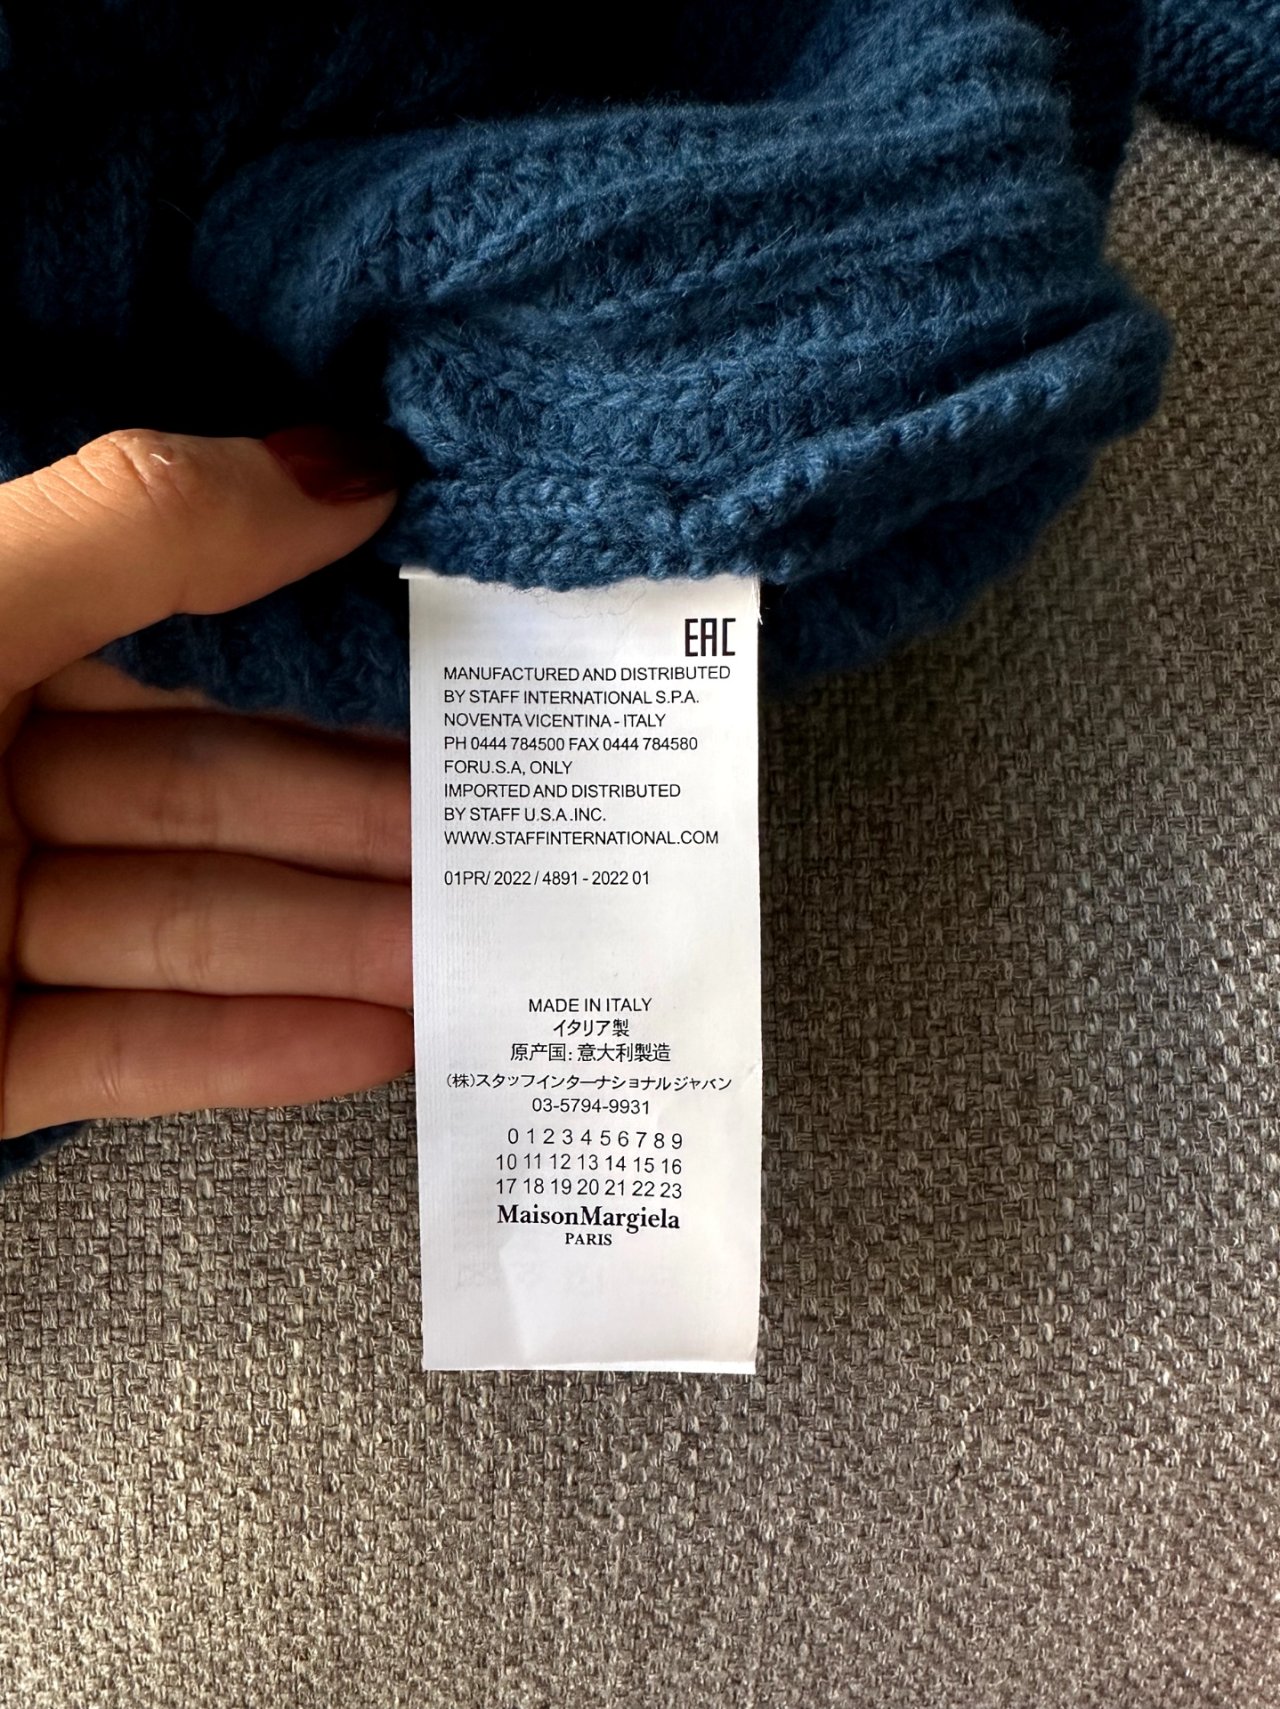 EAC
MANUFACTURED AND DISTRIBUTED
BY STAFF INTERNATIONAL S.P.A.
NOVENTA VICENTINA - ITALY
PH 0444 784500 FAX 0444 784580
FORU.S.A, ONLY
IMPORTED AND DISTRIBUTED
BY STAFF U.S.A .INC.
WWW.STAFFINTERNATIONAL.COM
01PR/ 2022 / 4891 - 2022 01
MADE IN ITALY
イタリア製
原产国: 意大利製造
(株)スタッフインターナショナルジャパン
03-5794-9931
0 1 2 3 4 5 6 7 8 9
10 11 12 13 14 15 16
17 18 19 20 21 22 23
MaisonMargiela
PARIS